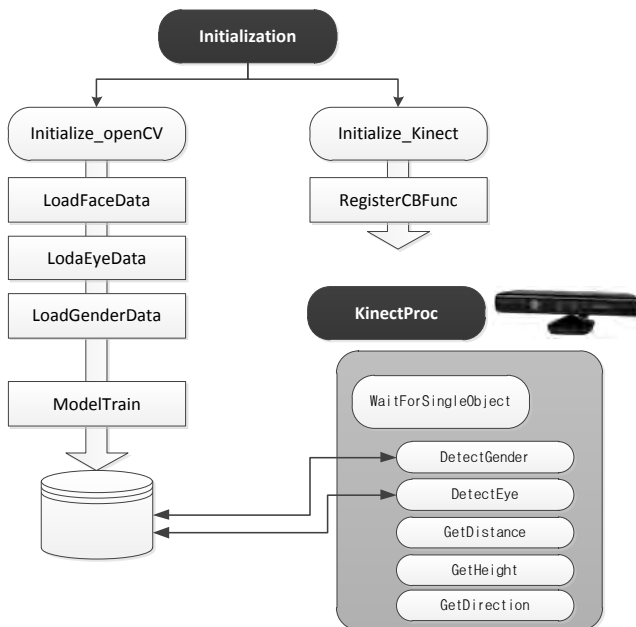 Initialization
Initialize_openCV
Initialize_Kinect
LoadFaceData
RegisterCBFunc
LodaEyeData
LoadGenderData
KinectProc
ModelTrain
WaitForSingleObject
DetectGender
DetectEye
GetDistance
GetHeight
GetDirection